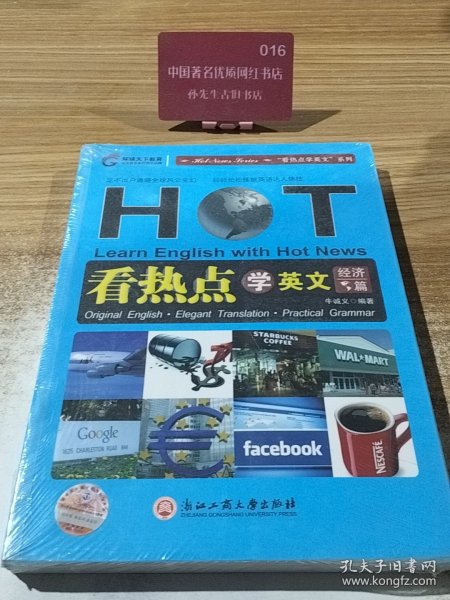 016
中国著名优质网红书店
孙先生古旧书店
环球天下教育
Hot News Series
"看热点学英文"系列
HOT
Learn English with Hot News
看热点学英文 经济篇
牛诚义·编著
Original English · Elegant Translation · Practical Grammar
STARBUCKS COFFEE
WAL★MART
Google
1625 CHARLESTON ROAD
facebook
NESCAFÉ
浙江工商大学出版社
ZHEJIANG GONGSHANG UNIVERSITY PRESS
孔夫子旧书网
www.kongfz.com